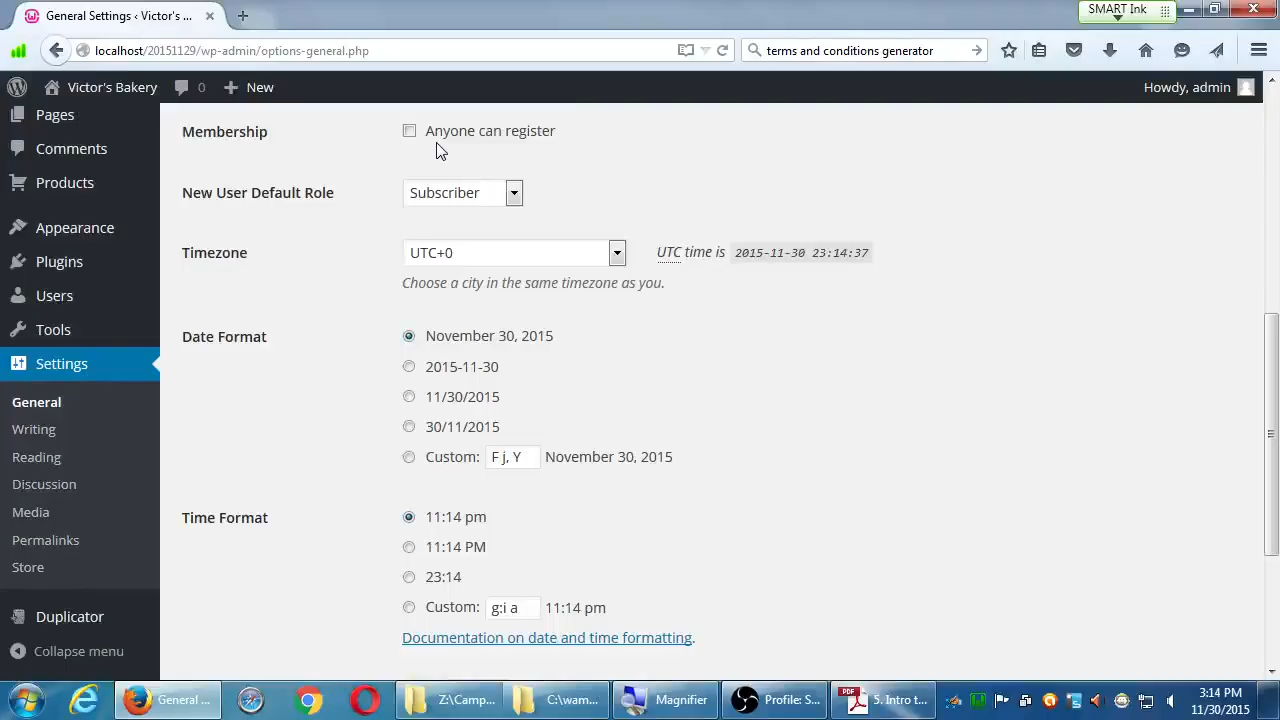 General Settings ‹ Victor's ...
SMART Ink
localhost/20151129/wp-admin/options-general.php
terms and conditions generator
Victor's Bakery
0
New
Howdy, admin
Pages
Comments
Products
Appearance
Plugins
Users
Tools
Settings
General
Writing
Reading
Discussion
Media
Permalinks
Store
Duplicator
Collapse menu
Membership
Anyone can register
New User Default Role
Subscriber
Timezone
UTC+0
UTC time is 2015-11-30 23:14:37
Choose a city in the same timezone as you.
Date Format
November 30, 2015
2015-11-30
11/30/2015
30/11/2015
Custom: F j, Y November 30, 2015
Time Format
11:14 pm
11:14 PM
23:14
Custom: g:i a 11:14 pm
Documentation on date and time formatting.
General ...
Z:\Camp...
C:\wam...
Magnifier
Profile: S...
PDF
5. Intro t...
3:14 PM
11/30/2015